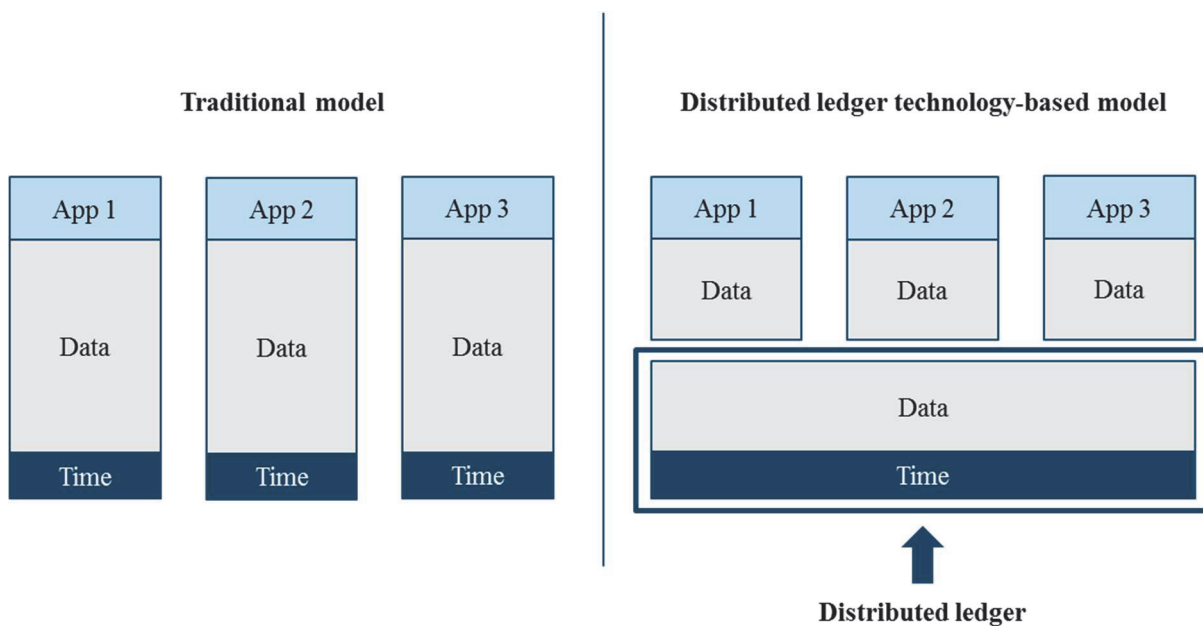 Traditional model
App 1
App 2
App 3
Data
Data
Data
Time
Time
Time
Distributed ledger technology-based model
App 1
App 2
App 3
Data
Data
Data
Data
Time
Distributed ledger